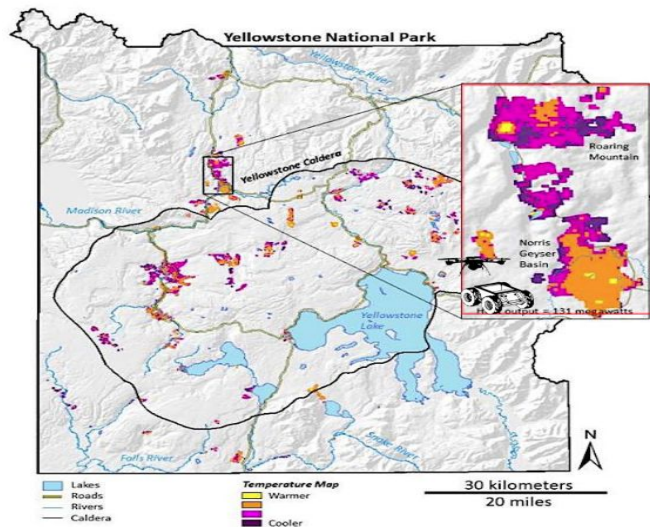 Yellowstone National Park
Yellowstone River
Yellowstone Caldera
Madison River
Roaring
Mountain
Norris
Geyser
Basin
output = 131 megawatts
Yellowstone
Lake
Falls River
Snake River
N
Lakes
Roads
Rivers
Caldera
Temperature Map
Warmer
Cooler
30 kilometers
20 miles